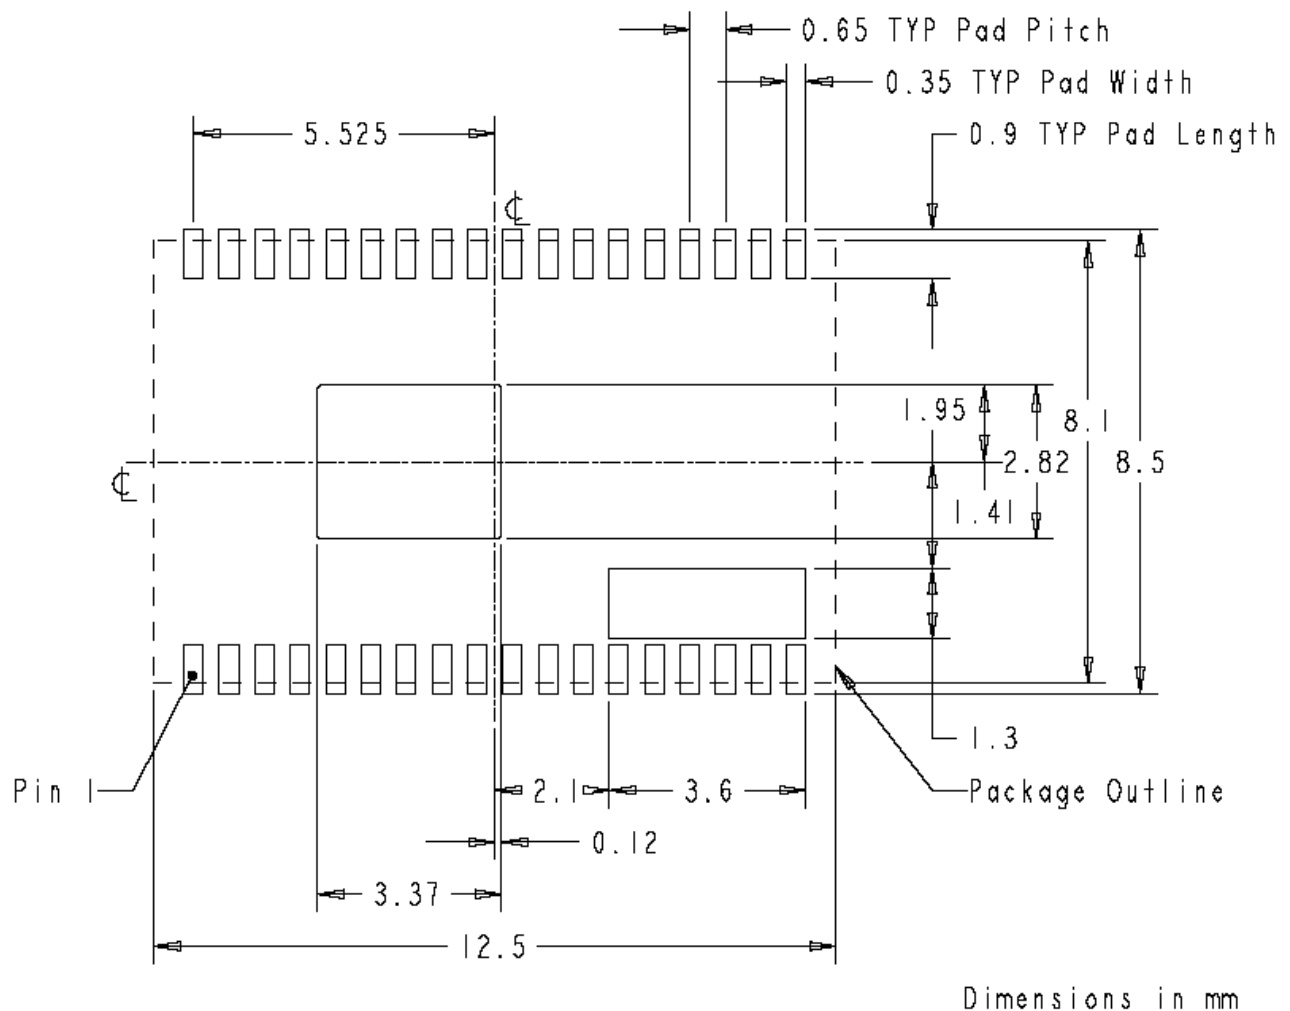 0.65 TYP Pad Pitch
0.35 TYP Pad Width
5.525
0.9 TYP Pad Length
℄
1.95
8.1
2.82
8.5
℄
1.41
1.3
Pin 1
2.1
3.6
Package Outline
0.12
3.37
12.5
Dimensions in mm